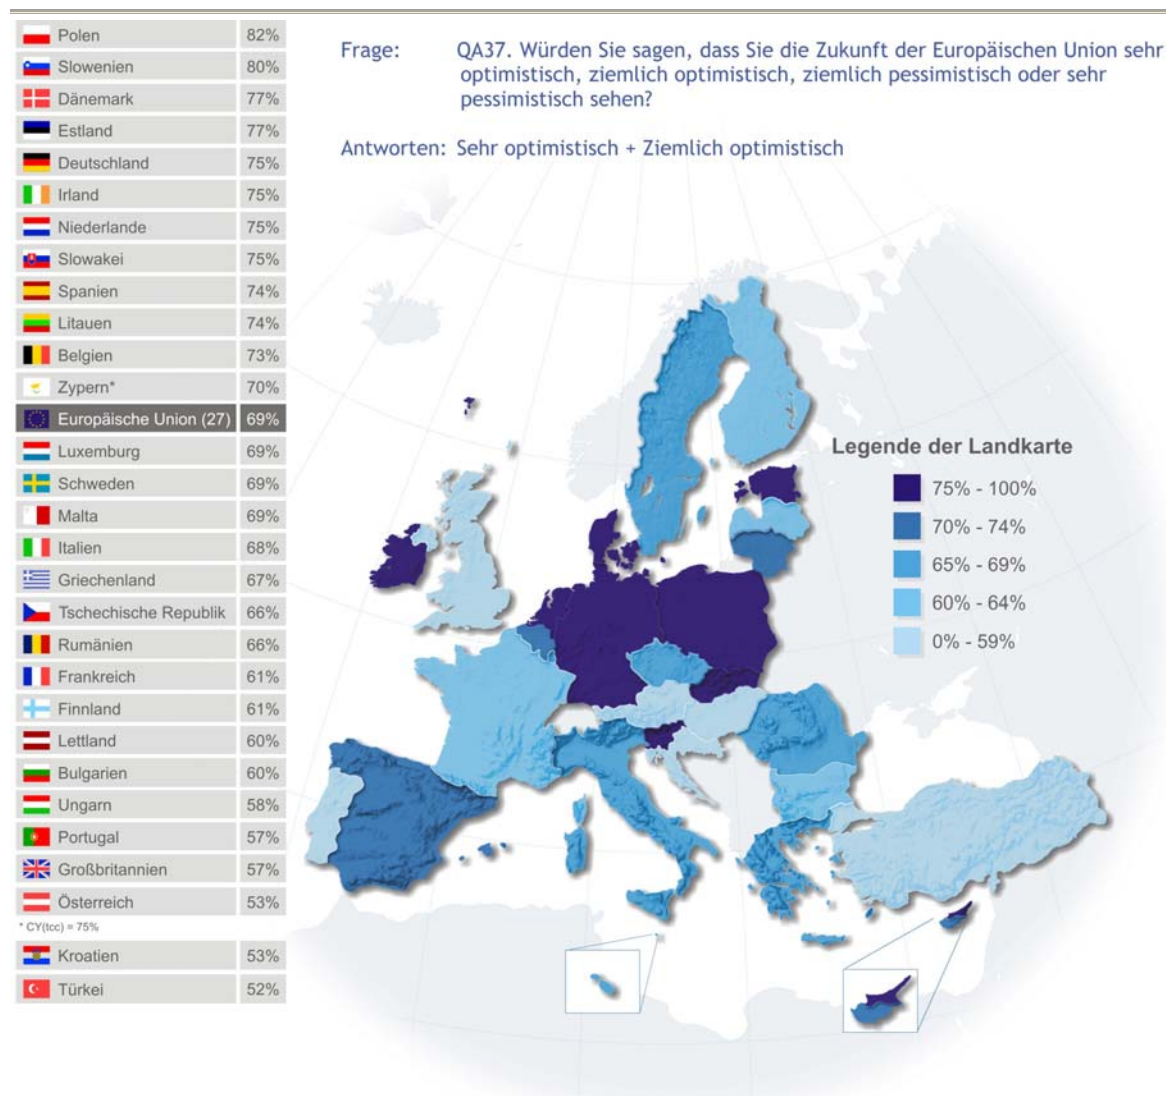 Polen 82%
Slowenien 80%
Dänemark 77%
Estland 77%
Deutschland 75%
Irland 75%
Niederlande 75%
Slowakei 75%
Spanien 74%
Litauen 74%
Belgien 73%
Zypern* 70%
Europäische Union (27) 69%
Luxemburg 69%
Schweden 69%
Malta 69%
Italien 68%
Griechenland 67%
Tschechische Republik 66%
Rumänien 66%
Frankreich 61%
Finnland 61%
Lettland 60%
Bulgarien 60%
Ungarn 58%
Portugal 57%
Großbritannien 57%
Österreich 53%
* CY(tcc) = 75%
Kroatien 53%
Türkei 52%
Frage: QA37. Würden Sie sagen, dass Sie die Zukunft der Europäischen Union sehr
optimistisch, ziemlich optimistisch, ziemlich pessimistisch oder sehr
pessimistisch sehen?
Antworten: Sehr optimistisch + Ziemlich optimistisch
Legende der Landkarte
75% - 100%
70% - 74%
65% - 69%
60% - 64%
0% - 59%